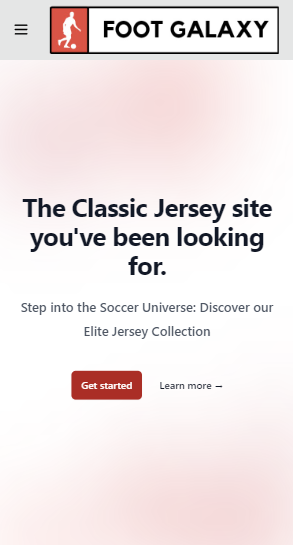 FOOT GALAXY
The Classic Jersey site
you've been looking
for.
Step into the Soccer Universe: Discover our
Elite Jersey Collection
Get started
Learn more →